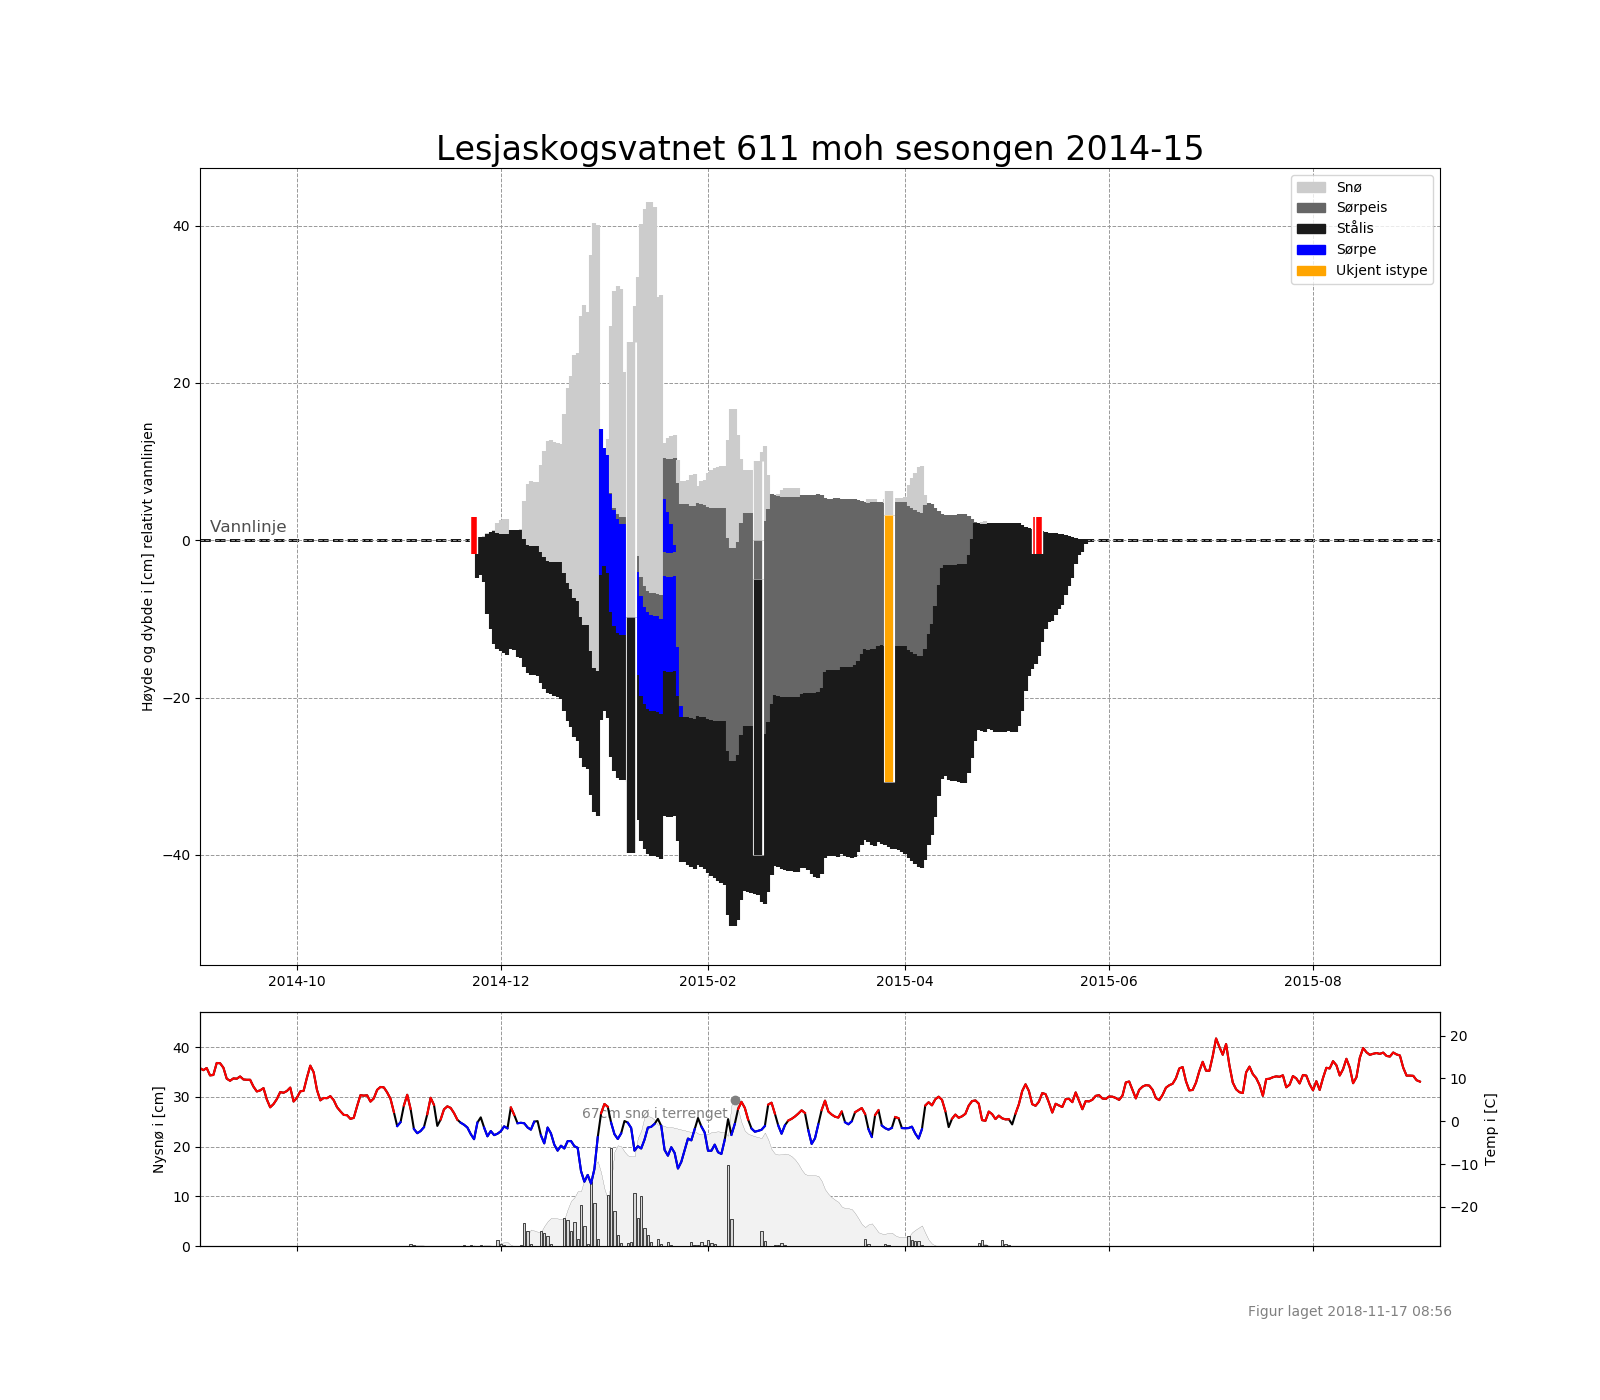 Lesjaskogsvatnet 611 moh sesongen 2014-15
Snø
Sørpeis
Stålis
Sørpe
Ukjent istype
Høyde og dybde i [cm] relativt vannlinjen
40
20
0
−20
−40
Vannlinje
2014-10
2014-12
2015-02
2015-04
2015-06
2015-08
Nysnø i [cm]
40
30
20
10
0
67cm snø i terrenget
20
10
0
−10
−20
Temp i [C]
Figur laget 2018-11-17 08:56